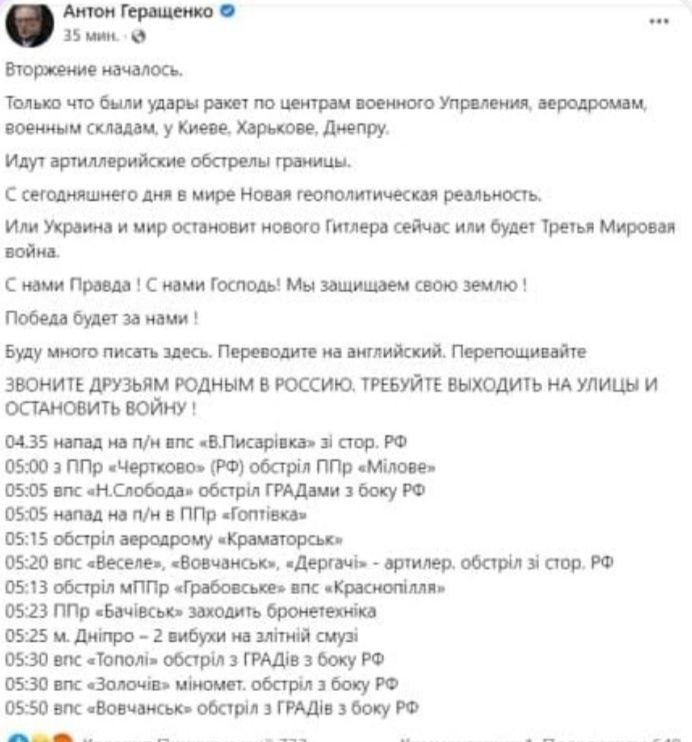 Антон Геращенко
35 мин.
Вторжение началось.
Только что были удары ракет по центрам военного Упрвления, аеродромам,
военным складам, у Киеве, Харькове, Днепру.
Идут артиллерийские обстрелы границы.
С сегодняшнего дня в мире Новая геополитическая реальность.
Или Украина и мир остановит нового Гитлера сейчас или будет Третья Мировая
война.
С нами Правда ! С нами Господь! Мы защищаем свою землю !
Победа будет за нами !
Буду много писать здесь. Переводите на английский. Перепощивайте
ЗВОНИТЕ ДРУЗЬЯМ РОДНЫМ В РОССИЮ. ТРЕБУЙТЕ ВЫХОДИТЬ НА УЛИЦЫ И
ОСТАНОВИТЬ ВОЙНУ !
04.35 напад на п/н впс «В.Писарівка» зі стор. РФ
05:00 з ППр «Чертково» (РФ) обстріл ППр «Мілове»
05:05 впс «Н.Слобода» обстріл ГРАДами з боку РФ
05:05 напад на п/н в ППр «Гоптівка»
05:15 обстріл аеродрому «Краматорськ»
05:20 впс «Веселе», «Вовчанськ», «Дергачі» - артилер. обстріл зі стор. РФ
05:13 обстріл мППр «Грабовське» впс «Краснопілля»
05:23 ППр «Бачівськ» заходить бронетехніка
05:25 м. Дніпро – 2 вибухи на злітній смузі
05:30 впс «Тополі» обстріл з ГРАДів з боку РФ
05:30 впс «Золочів» міномет. обстріл з боку РФ
05:50 впс «Вовчанськ» обстріл з ГРАДів з боку РФ